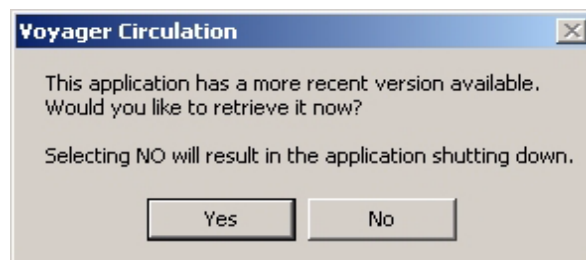 Voyager Circulation
This application has a more recent version available.
Would you like to retrieve it now?
Selecting NO will result in the application shutting down.
Yes
No